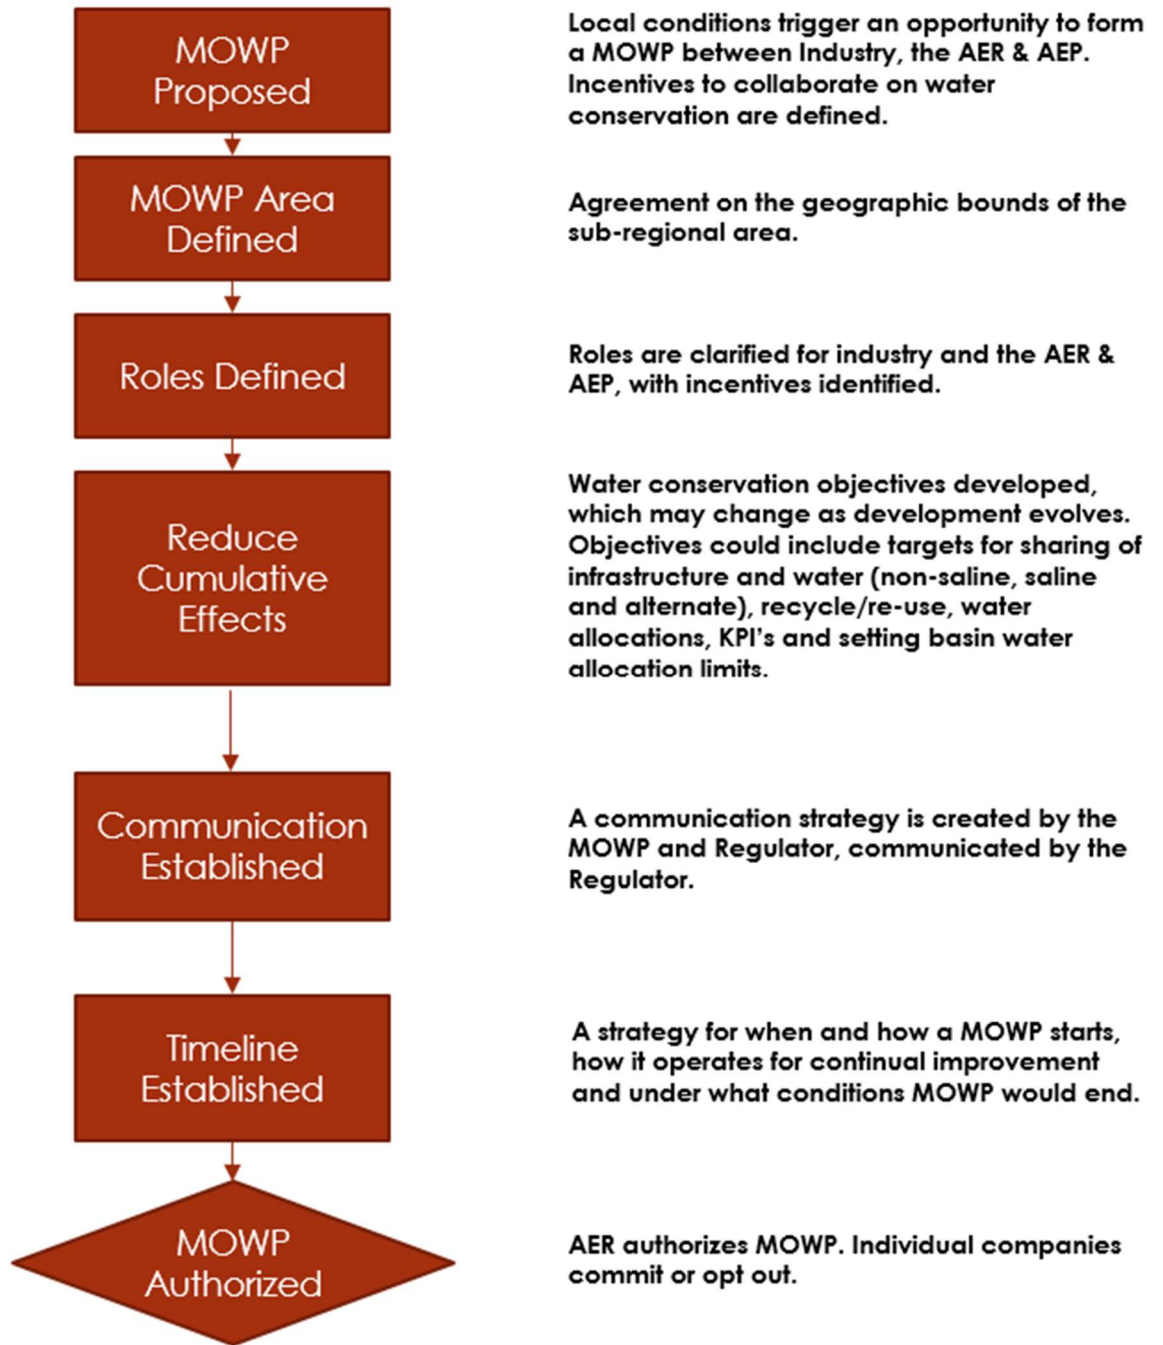 MOWP
Proposed
Local conditions trigger an opportunity to form
a MOWP between Industry, the AER & AEP.
Incentives to collaborate on water
conservation are defined.
MOWP Area
Defined
Agreement on the geographic bounds of the
sub-regional area.
Roles Defined
Roles are clarified for industry and the AER &
AEP, with incentives identified.
Reduce
Cumulative
Effects
Water conservation objectives developed,
which may change as development evolves.
Objectives could include targets for sharing of
infrastructure and water (non-saline, saline
and alternate), recycle/re-use, water
allocations, KPI's and setting basin water
allocation limits.
Communication
Established
A communication strategy is created by the
MOWP and Regulator, communicated by the
Regulator.
Timeline
Established
A strategy for when and how a MOWP starts,
how it operates for continual improvement
and under what conditions MOWP would end.
MOWP
Authorized
AER authorizes MOWP. Individual companies
commit or opt out.